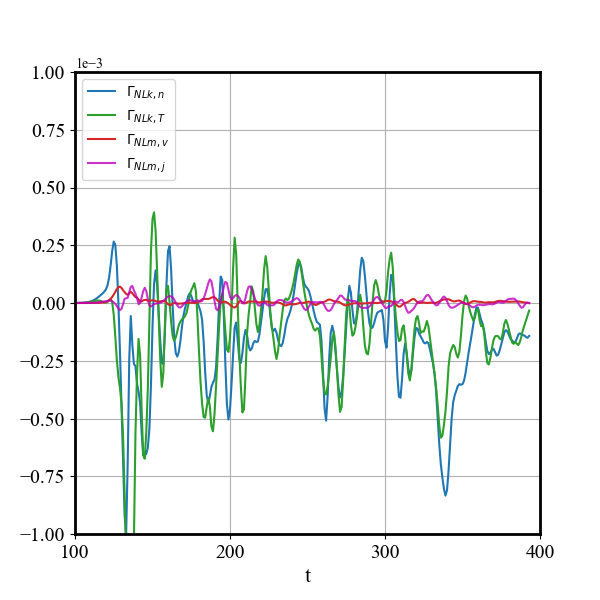 1e−3
1.00
0.75
0.50
0.25
0.00
−0.25
−0.50
−0.75
−1.00
Γ_{NLk, n}
Γ_{NLk, T}
Γ_{NLm, v}
Γ_{NLm, j}
100 200 300 400
t